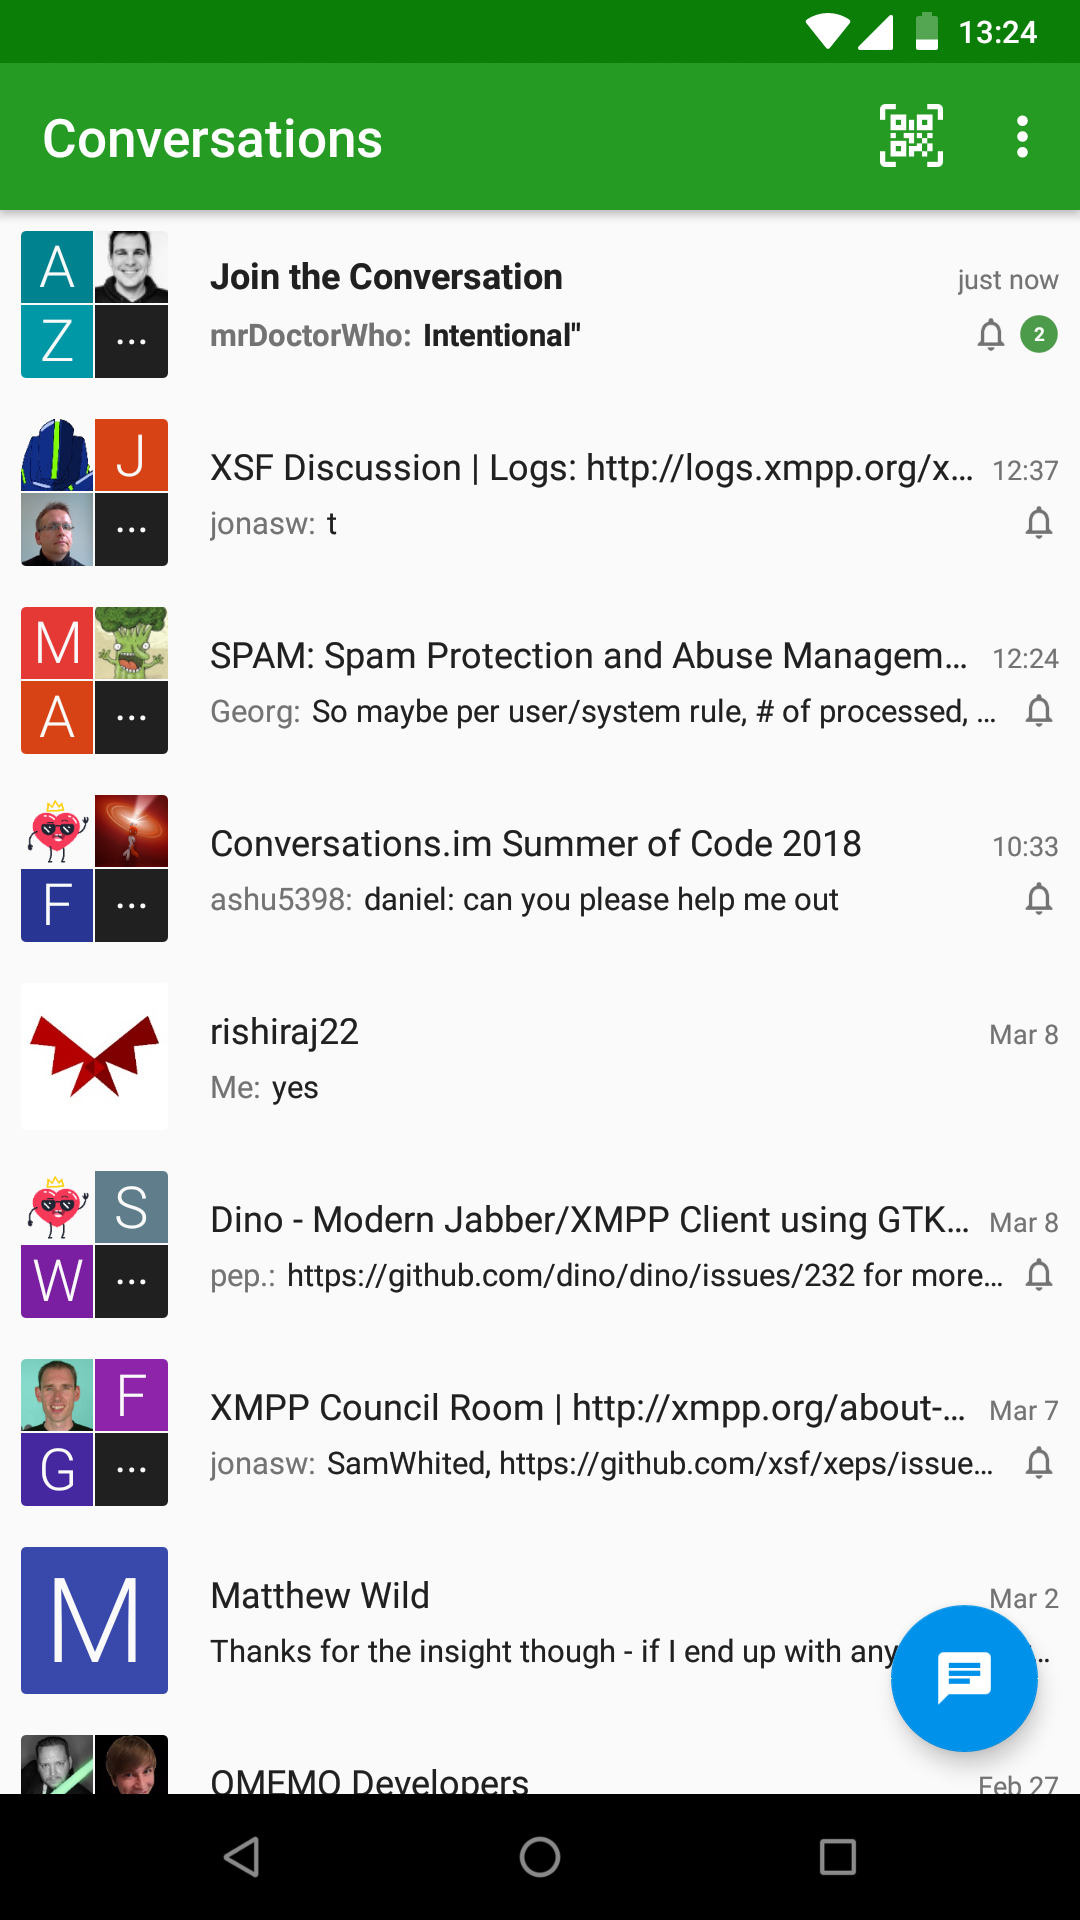 13:24
Conversations
A
Z
...
Join the Conversation
just now
mrDoctorWho: Intentional"
2
J
...
XSF Discussion | Logs: http://logs.xmpp.org/x...
12:37
jonasw: t
M
A
...
SPAM: Spam Protection and Abuse Managem...
12:24
Georg: So maybe per user/system rule, # of processed, ...
F
...
Conversations.im Summer of Code 2018
10:33
ashu5398: daniel: can you please help me out
rishiraj22
Mar 8
Me: yes
S
W
...
Dino - Modern Jabber/XMPP Client using GTK...
Mar 8
pep.: https://github.com/dino/dino/issues/232 for more...
F
G
...
XMPP Council Room | http://xmpp.org/about-...
Mar 7
jonasw: SamWhited, https://github.com/xsf/xeps/issue...
M
Matthew Wild
Mar 2
Thanks for the insight though - if I end up with any
OMEMO Developers
Feb 27